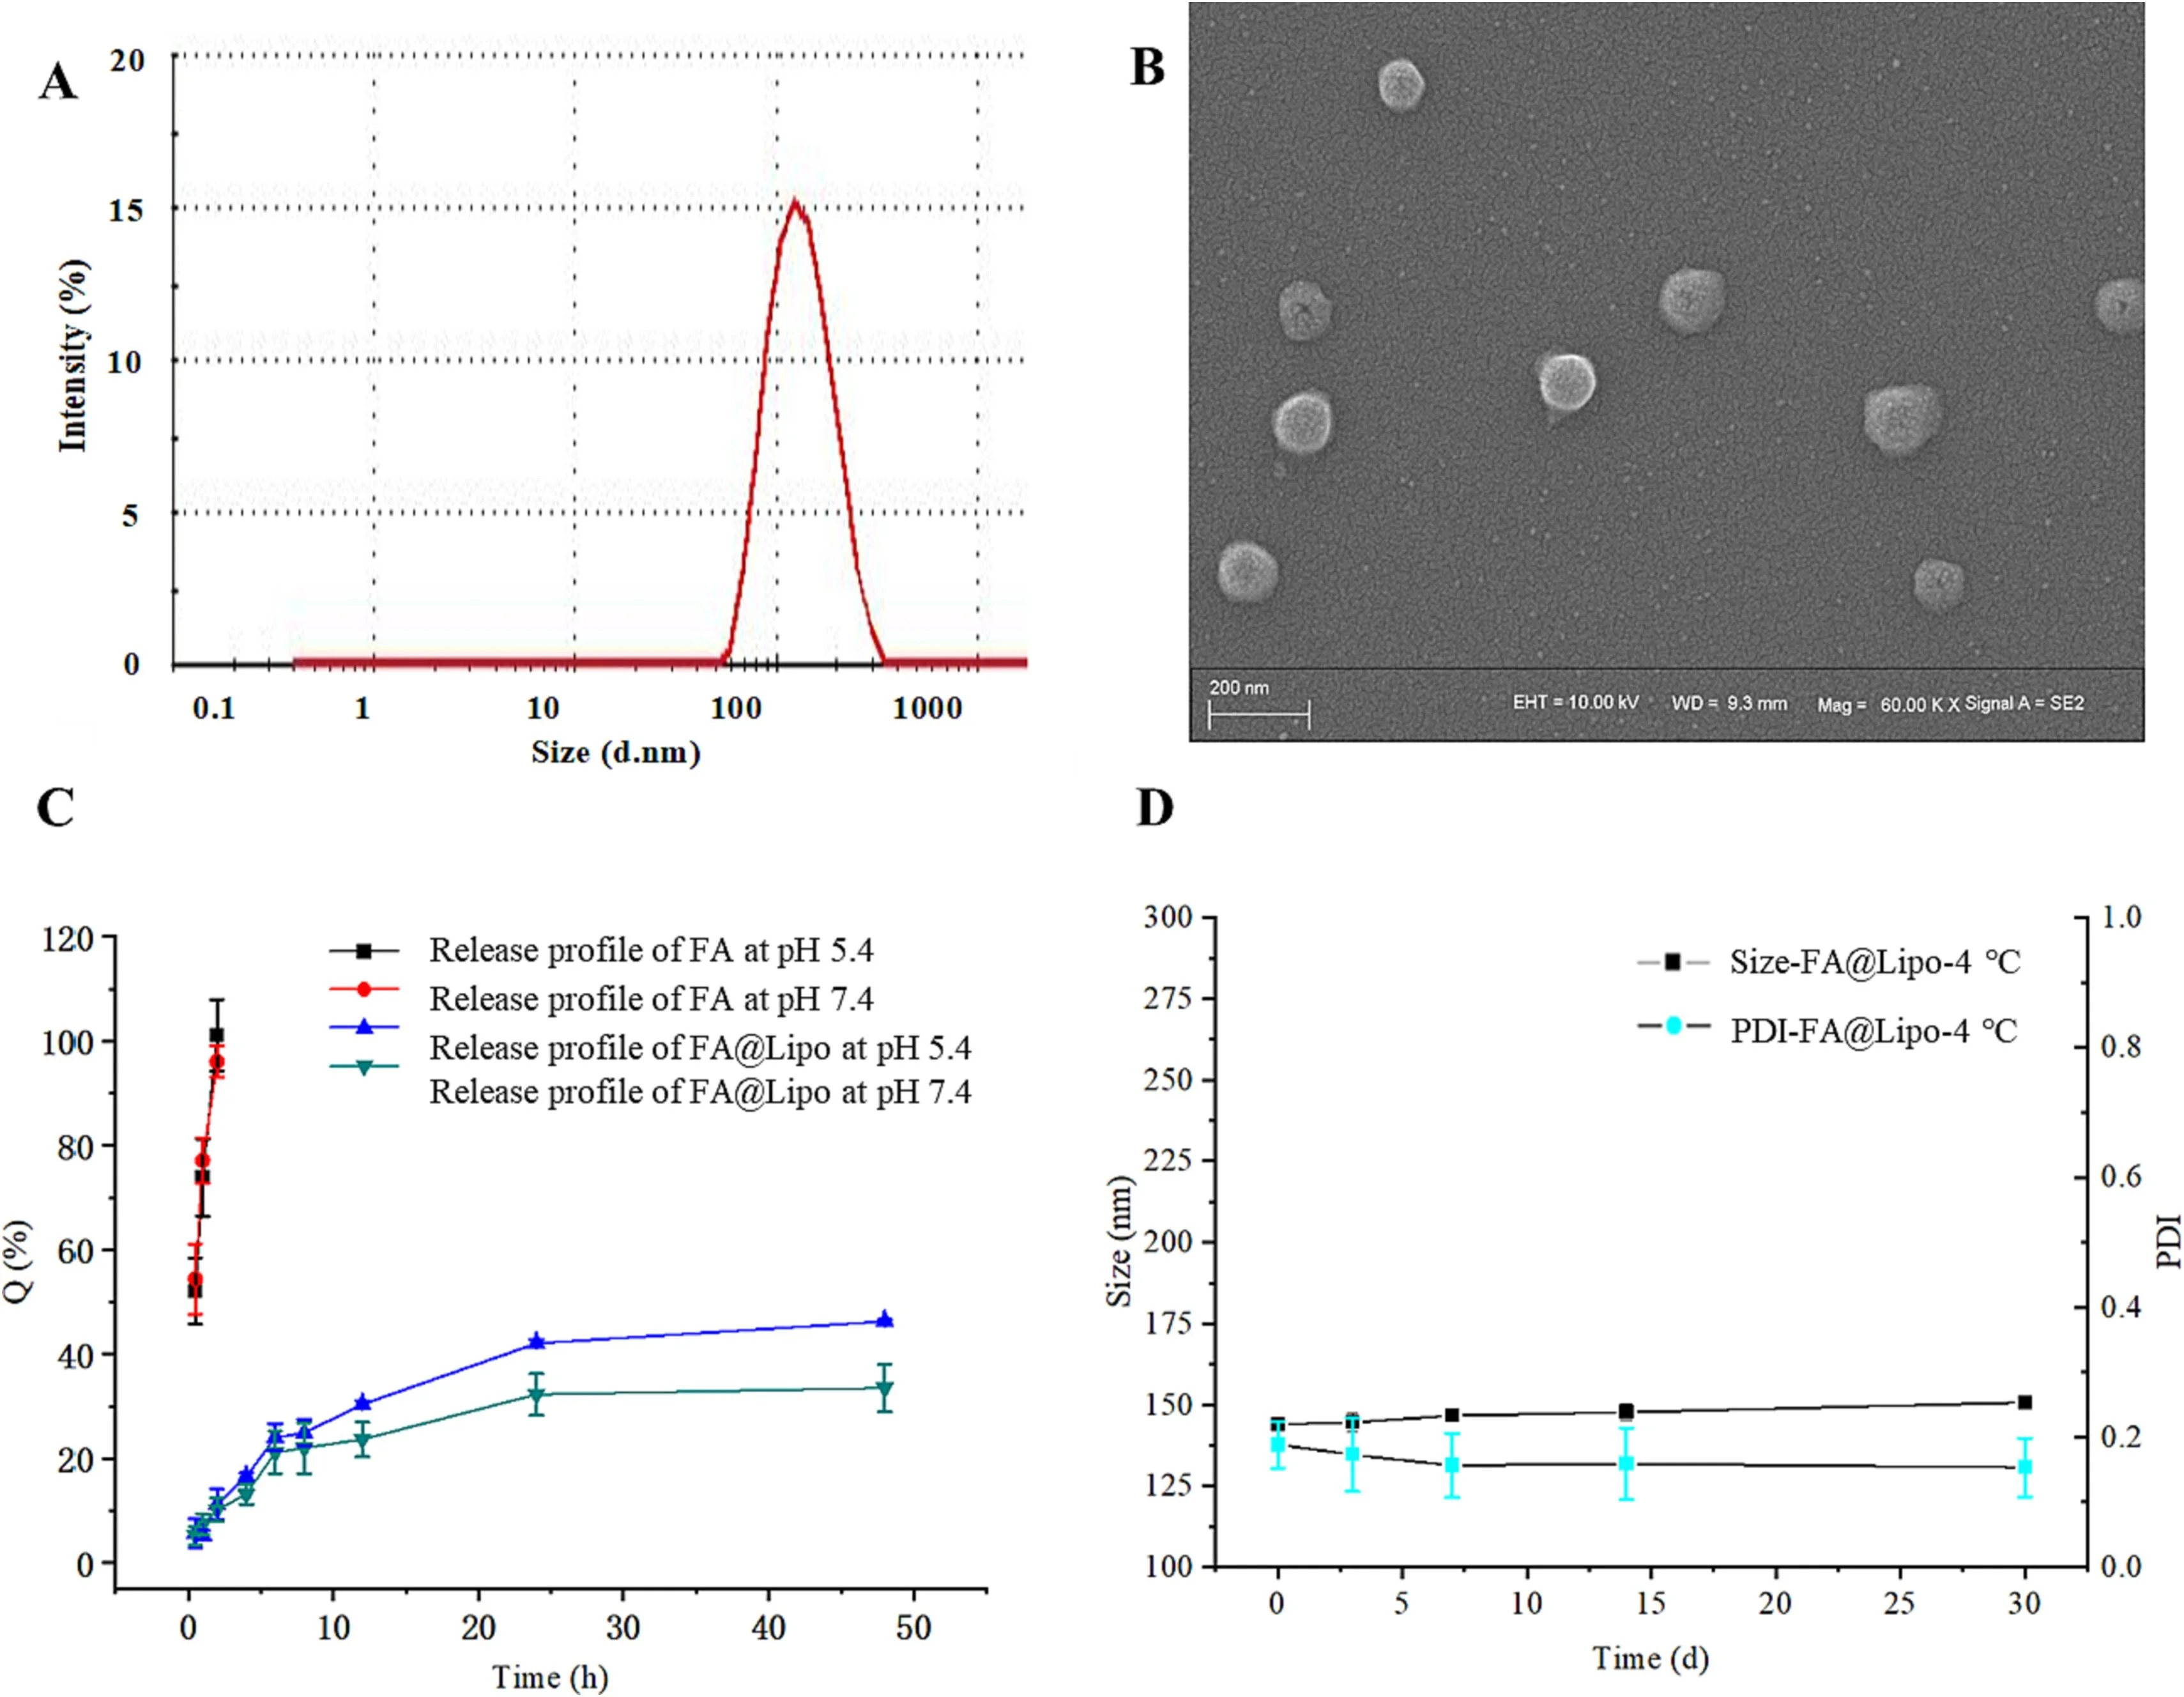 A
20
15
10
5
0
Intensity (%)
0.1 1 10 100 1000
Size (d.nm)
B
200 nm
EHT = 10.00 kV WD = 9.3 mm Mag = 60.00 K X Signal A = SE2
C
120
100
80
60
40
20
0
Q (%)
Release profile of FA at pH 5.4
Release profile of FA at pH 7.4
Release profile of FA@Lipo at pH 5.4
Release profile of FA@Lipo at pH 7.4
0 10 20 30 40 50
Time (h)
D
300
275
250
225
200
175
150
125
100
Size (nm)
Size-FA@Lipo-4 °C
PDI-FA@Lipo-4 °C
1.0
0.8
0.6
0.4
0.2
0.0
PDI
0 5 10 15 20 25 30
Time (d)